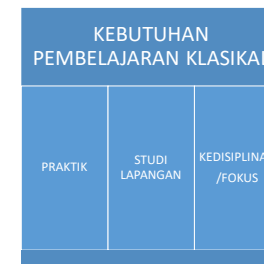 KEBUTUHAN
PEMBELAJARAN KLASIKA
PRAKTIK
STUDI
LAPANGAN
KEDISIPLINA
/FOKUS